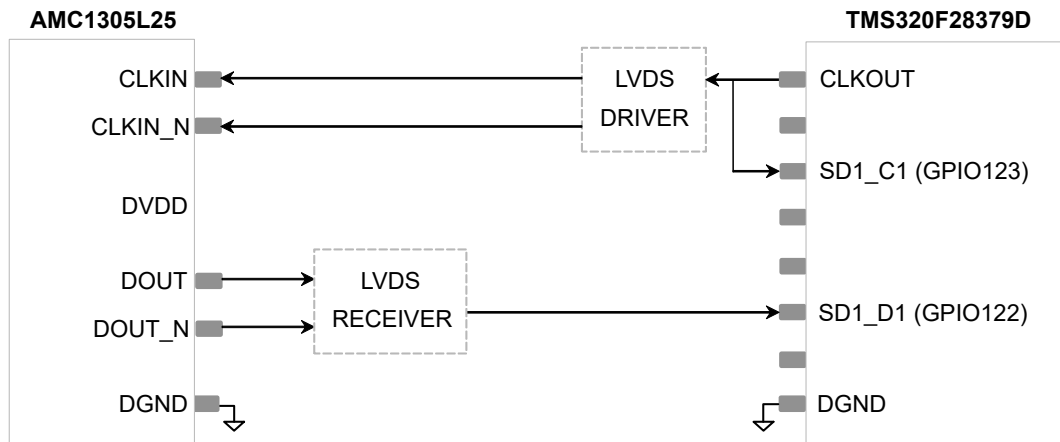 AMC1305L25
TMS320F28379D
CLKIN
LVDS
DRIVER
CLKOUT
CLKIN_N
SD1_C1 (GPIO123)
DVDD
DOUT
LVDS
RECEIVER
DOUT_N
SD1_D1 (GPIO122)
DGND
DGND